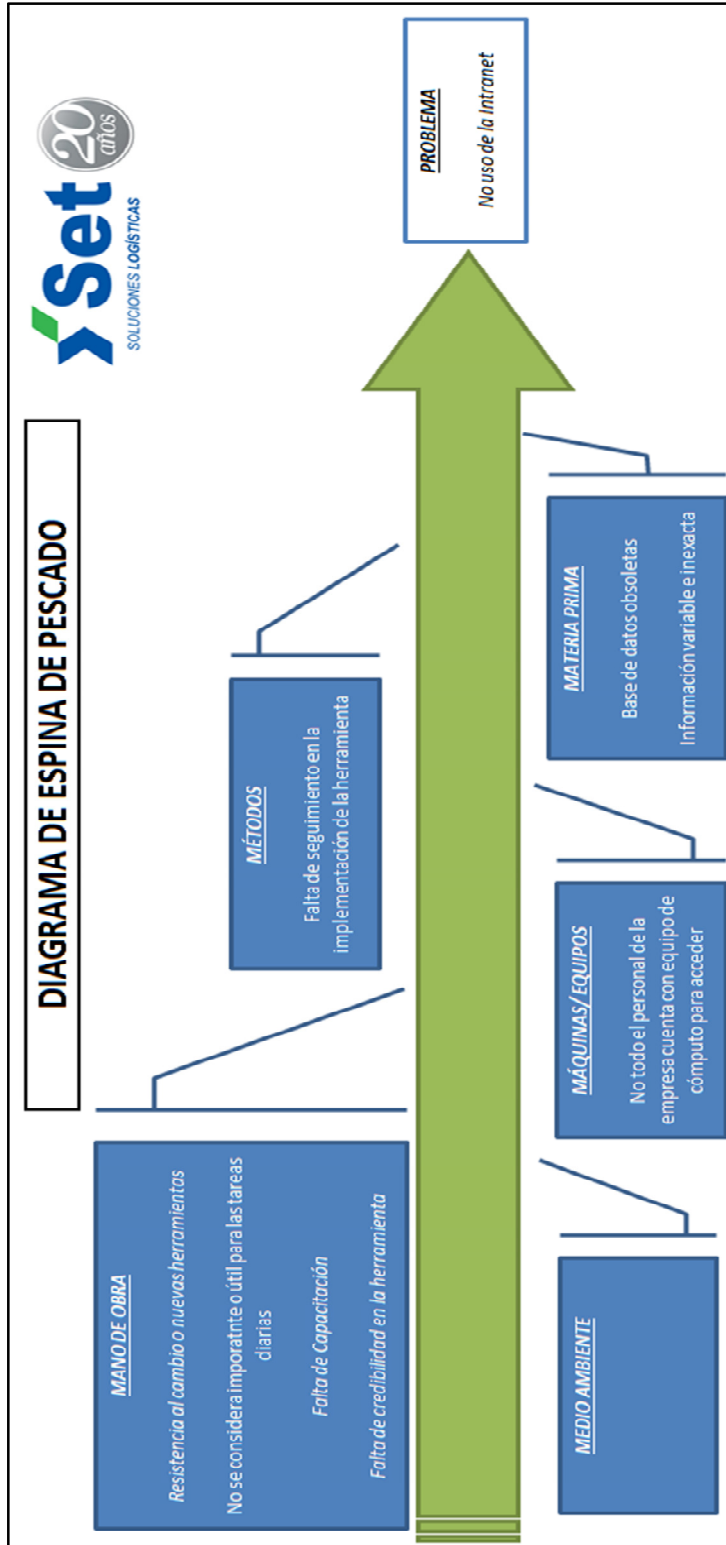 DIAGRAMA DE ESPINA DE PESCADO
Set
20
años
SOLUCIONES LOGÍSTICAS
MANO DE OBRA
Resistencia al cambio o nuevas herramientos
No se considera imporatnte o útil para las tareas
diarias
Falta de Capacitación
Falta de credibilidad en la herramienta
MÉTODOS
Falta de seguimiento en la
implementación de la herramienta
PROBLEMA
No uso de la Intranet
MEDIO AMBIENTE
MÁQUINAS/ EQUIPOS
No todo el personal de la
empresa cuenta con equipo de
cómputo para acceder
MATERIA PRIMA
Base de datos obsoletas
Información variable e inexacta